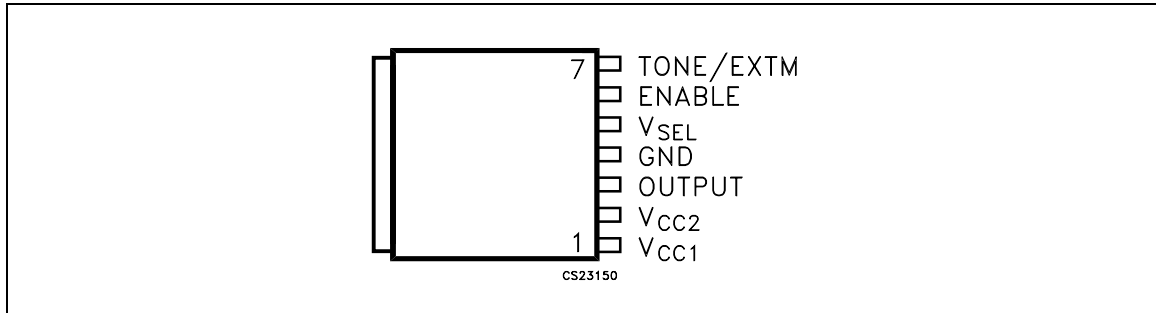 7 TONE/EXTM
ENABLE
VSEL
GND
OUTPUT
VCC2
1 VCC1
CS23150